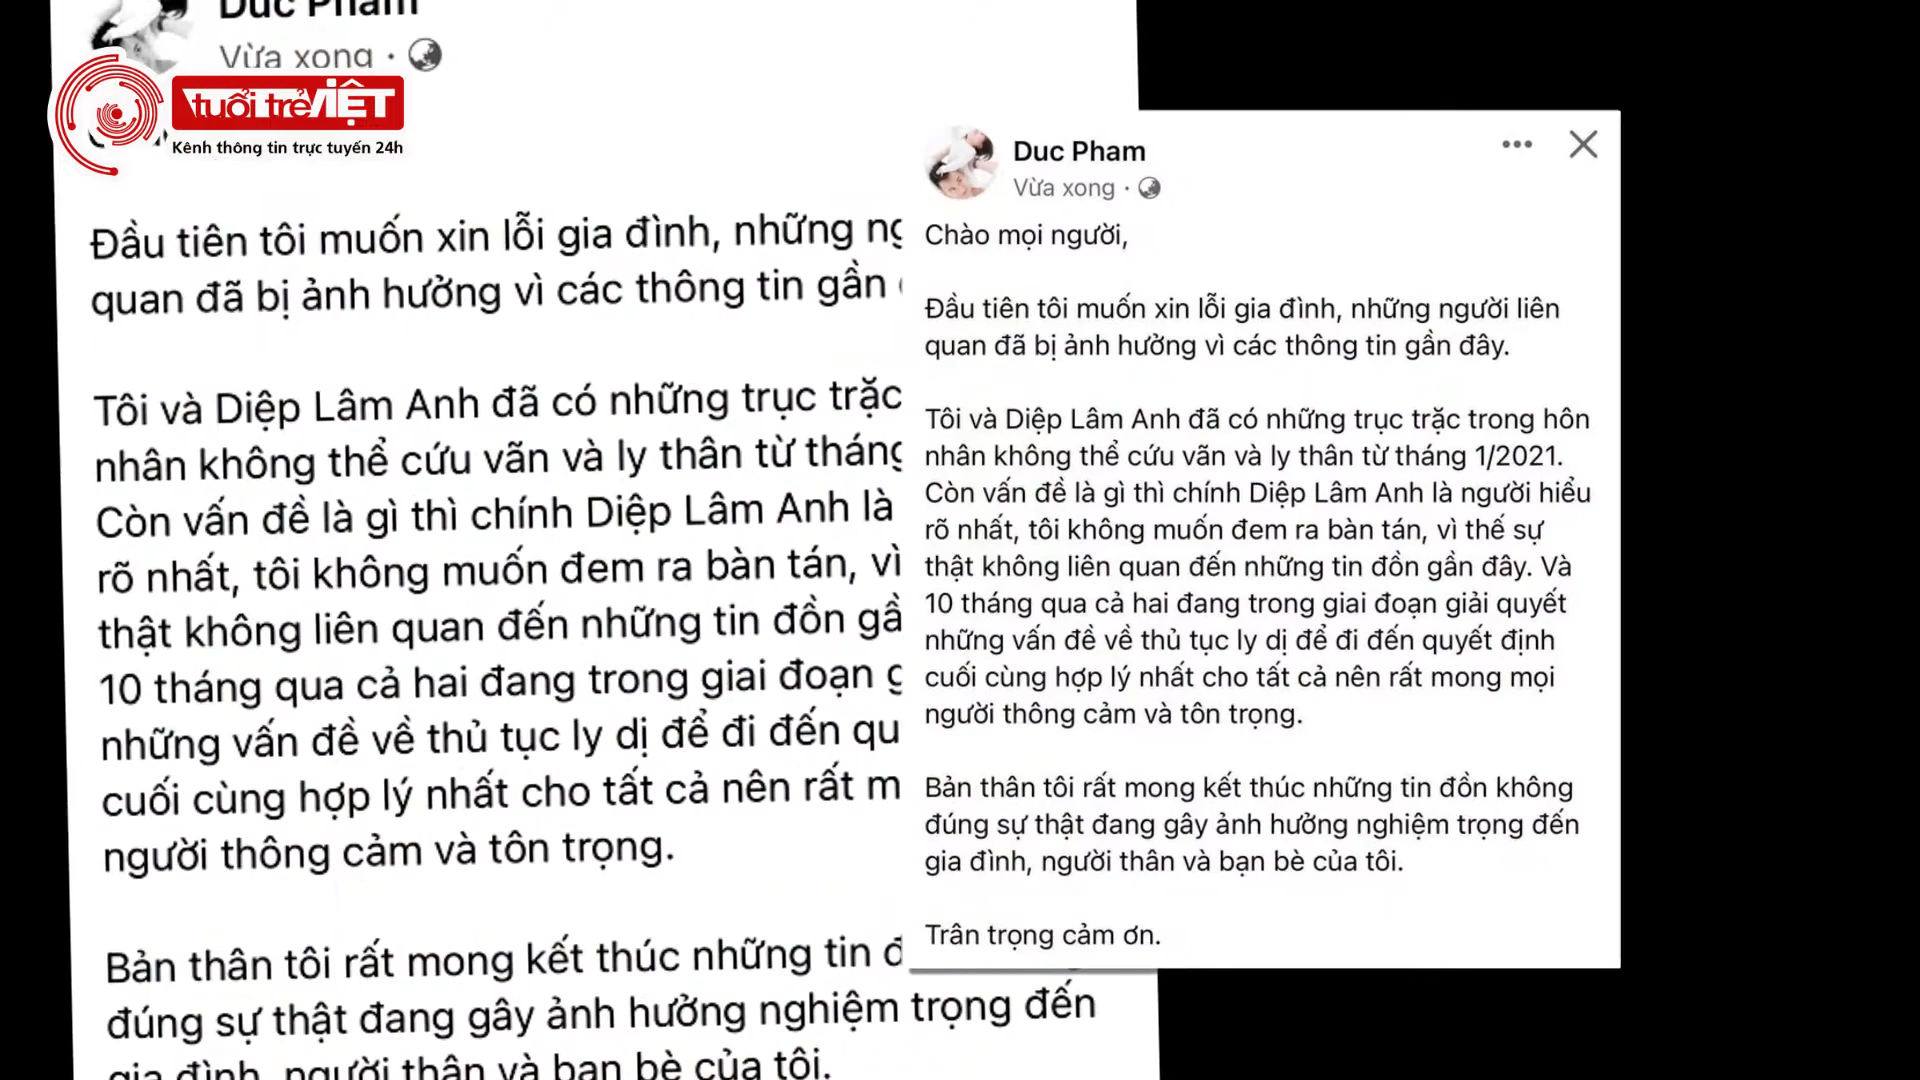 Duc Pham
Vừa xong ·
tuổi trẻ VIỆT
Kênh thông tin trực tuyến 24h
Đầu tiên tôi muốn xin lỗi gia đình, những
quan đã bị ảnh hưởng vì các thông tin gần
Tôi và Diệp Lâm Anh đã có những trục trặc
nhân không thể cứu vãn và ly thân từ tháng
Còn vấn đề là gì thì chính Diệp Lâm Anh là
rõ nhất, tôi không muốn đem ra bàn tán, vì
thật không liên quan đến những tin đồn gầ
10 tháng qua cả hai đang trong giai đoạn g
những vấn đề về thủ tục ly dị để đi đến qu
cuối cùng hợp lý nhất cho tất cả nên rất m
người thông cảm và tôn trọng.
Bản thân tôi rất mong kết thúc những tin đ
đúng sự thật đang gây ảnh hưởng nghiệm trọng đến
gia đình, người thân và bạn bè của tôi.
Duc Pham
Vừa xong ·
Chào mọi người,
Đầu tiên tôi muốn xin lỗi gia đình, những người liên
quan đã bị ảnh hưởng vì các thông tin gần đây.
Tôi và Diệp Lâm Anh đã có những trục trặc trong hôn
nhân không thể cứu vãn và ly thân từ tháng 1/2021.
Còn vấn đề là gì thì chính Diệp Lâm Anh là người hiểu
rõ nhất, tôi không muốn đem ra bàn tán, vì thế sự
thật không liên quan đến những tin đồn gần đây. Và
10 tháng qua cả hai đang trong giai đoạn giải quyết
những vấn đề về thủ tục ly dị để đi đến quyết định
cuối cùng hợp lý nhất cho tất cả nên rất mong mọi
người thông cảm và tôn trọng.
Bản thân tôi rất mong kết thúc những tin đồn không
đúng sự thật đang gây ảnh hưởng nghiệm trọng đến
gia đình, người thân và bạn bè của tôi.
Trân trọng cảm ơn.